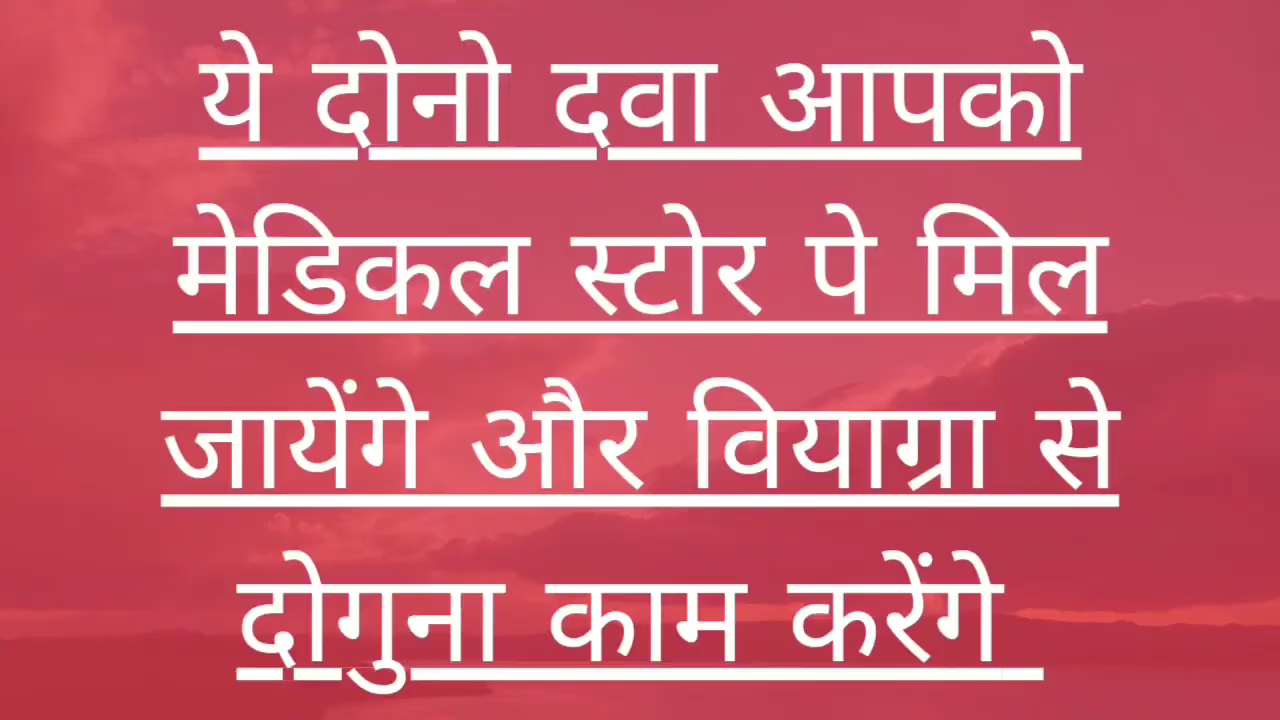 ये दोनो दवा आपको
मेडिकल स्टोर पे मिल
जायेंगे और वियाग्रा से
दोगुना काम करेंगे